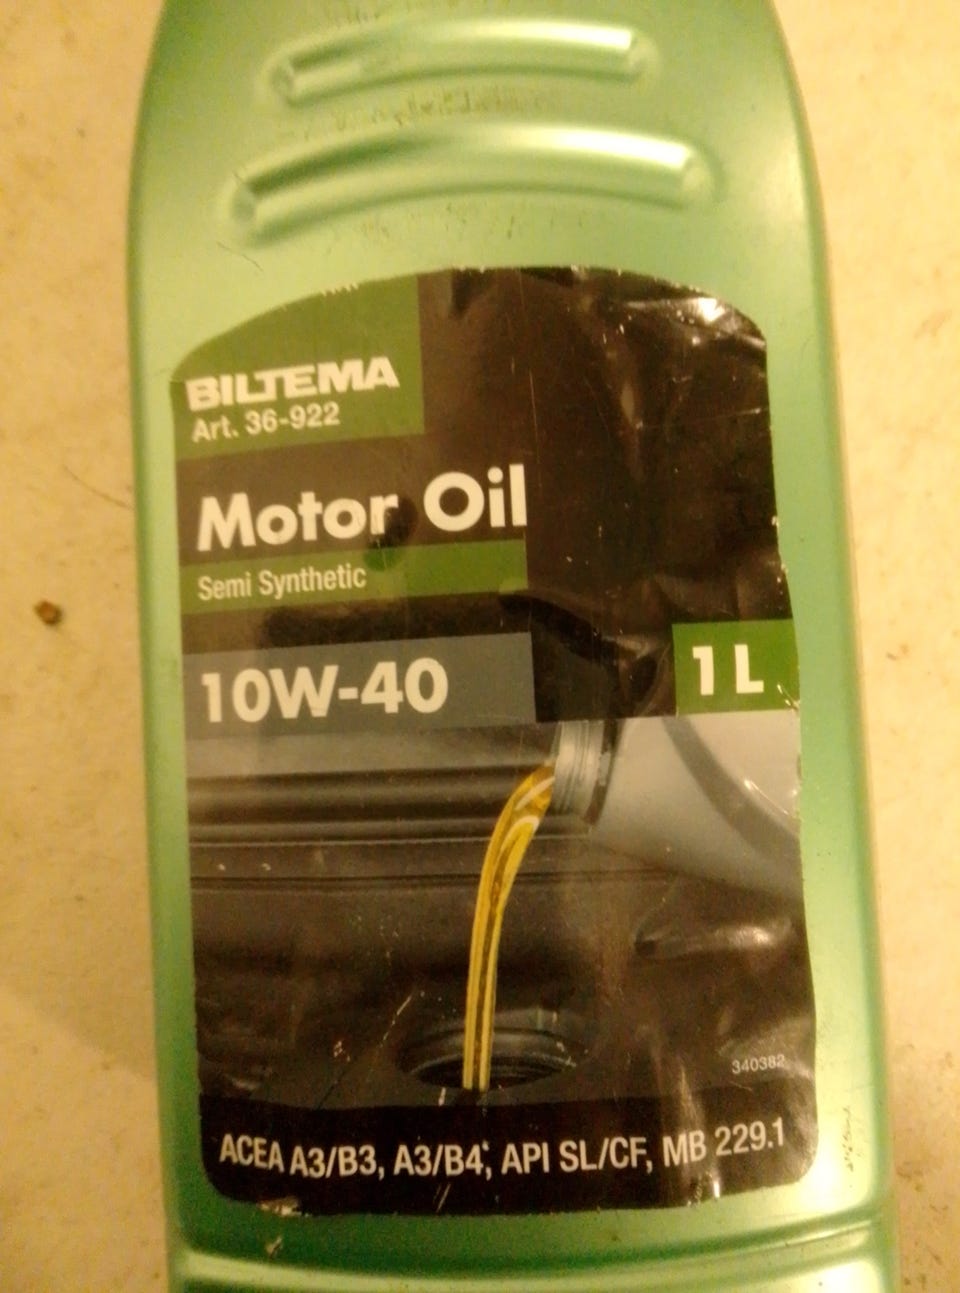 BILTEMA
Art. 36-922
Motor Oil
Semi Synthetic
10W-40
1 L
340382
ACEA A3/B3, A3/B4, API SL/CF, MB 229.1